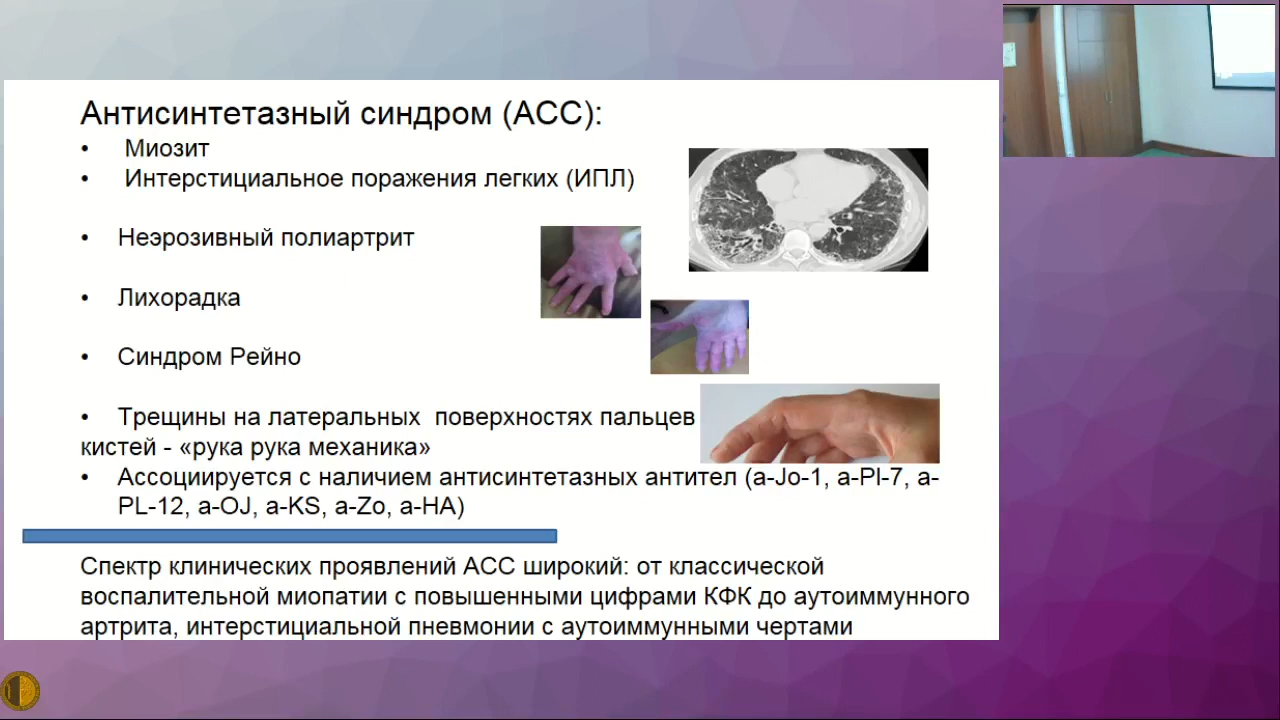 Антисинтетазный синдром (АСС):
• Миозит
• Интерстициальное поражения легких (ИПЛ)
• Неэрозивный полиартрит
• Лихорадка
• Синдром Рейно
• Трещины на латеральных поверхностях пальцев
кистей - «рука рука механика»
• Ассоциируется с наличием антисинтетазных антител (a-Jo-1, a-Pl-7, a-
PL-12, a-OJ, a-KS, a-Zo, a-HA)
Спектр клинических проявлений АСС широкий: от классической
воспалительной миопатии с повышенными цифрами КФК до аутоиммунного
артрита, интерстициальной пневмонии с аутоиммунными чертами